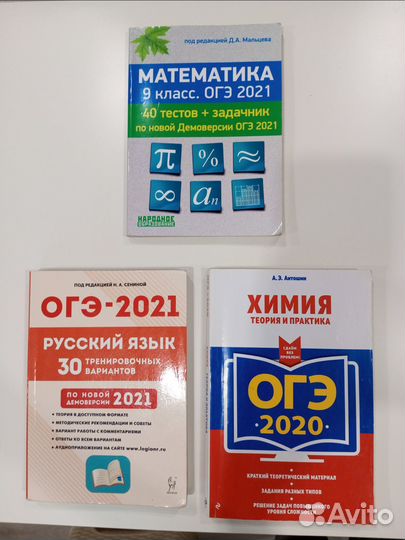 под редакцией Д.А. Мальцева
МАТЕМАТИКА
9 класс. ОГЭ 2021
40 тестов + задачник
по новой Демоверсии ОГЭ 2021
π % ≈
∞ aₙ
НАРОДНОЕ
ОБРАЗОВАНИЕ
ПОД РЕДАКЦИЕЙ Н. А. СЕНИНОЙ
ОГЭ-2021
РУССКИЙ ЯЗЫК
30 ТРЕНИРОВОЧНЫХ
ВАРИАНТОВ
ПО НОВОЙ
ДЕМОВЕРСИИ 2021
• ТЕОРИЯ В ДОСТУПНОМ ФОРМАТЕ
• МЕТОДИЧЕСКИЕ РЕКОМЕНДАЦИИ И СОВЕТЫ
• ВАРИАНТ РАБОТЫ С КОММЕНТАРИЯМИ
• ОТВЕТЫ КО ВСЕМ ВАРИАНТАМ
• АУДИОПРИЛОЖЕНИЕ НА САЙТЕ www.legionr.ru
А. Э. Антошин
ХИМИЯ
ТЕОРИЯ И ПРАКТИКА
СДАЙМ
БЕЗ
ПРОБЛЕМ!
ОГЭ
2020
• КРАТКИЙ ТЕОРЕТИЧЕСКИЙ МАТЕРИАЛ
• ЗАДАНИЯ РАЗНЫХ ТИПОВ
• РЕШЕНИЕ ЗАДАЧ ПОВЫШЕННОГО
УРОВНЯ СЛОЖНОСТИ
Avito